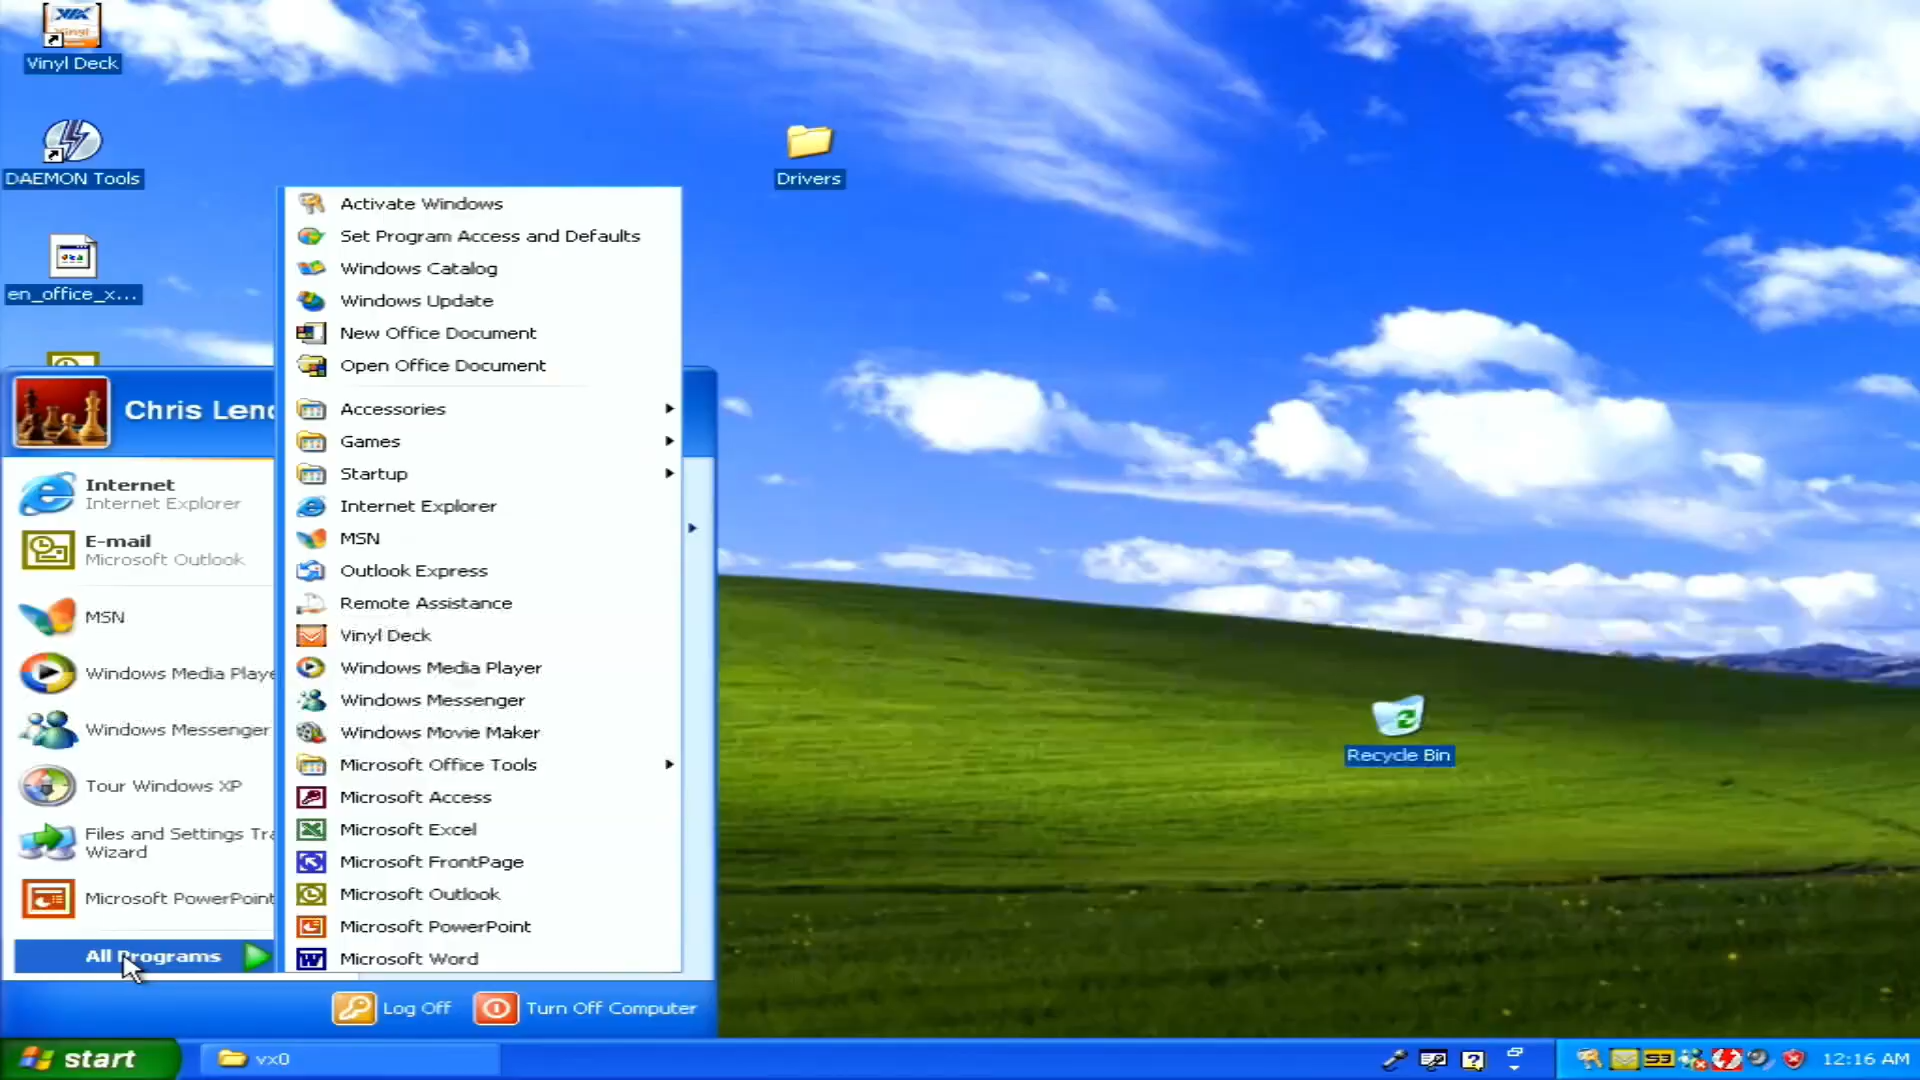 Vinyl Deck
DAEMON Tools
en_office_x...
Drivers
Recycle Bin
Chris Lend
Internet
Internet Explorer
E-mail
Microsoft Outlook
MSN
Windows Media Playe
Windows Messenger
Tour Windows XP
Files and Settings Tra
Wizard
Microsoft PowerPoint
All Programs
Activate Windows
Set Program Access and Defaults
Windows Catalog
Windows Update
New Office Document
Open Office Document
Accessories
Games
Startup
Internet Explorer
MSN
Outlook Express
Remote Assistance
Vinyl Deck
Windows Media Player
Windows Messenger
Windows Movie Maker
Microsoft Office Tools
Microsoft Access
Microsoft Excel
Microsoft FrontPage
Microsoft Outlook
Microsoft PowerPoint
Microsoft Word
Log Off
Turn Off Computer
start
vx0
S3
12:16 AM